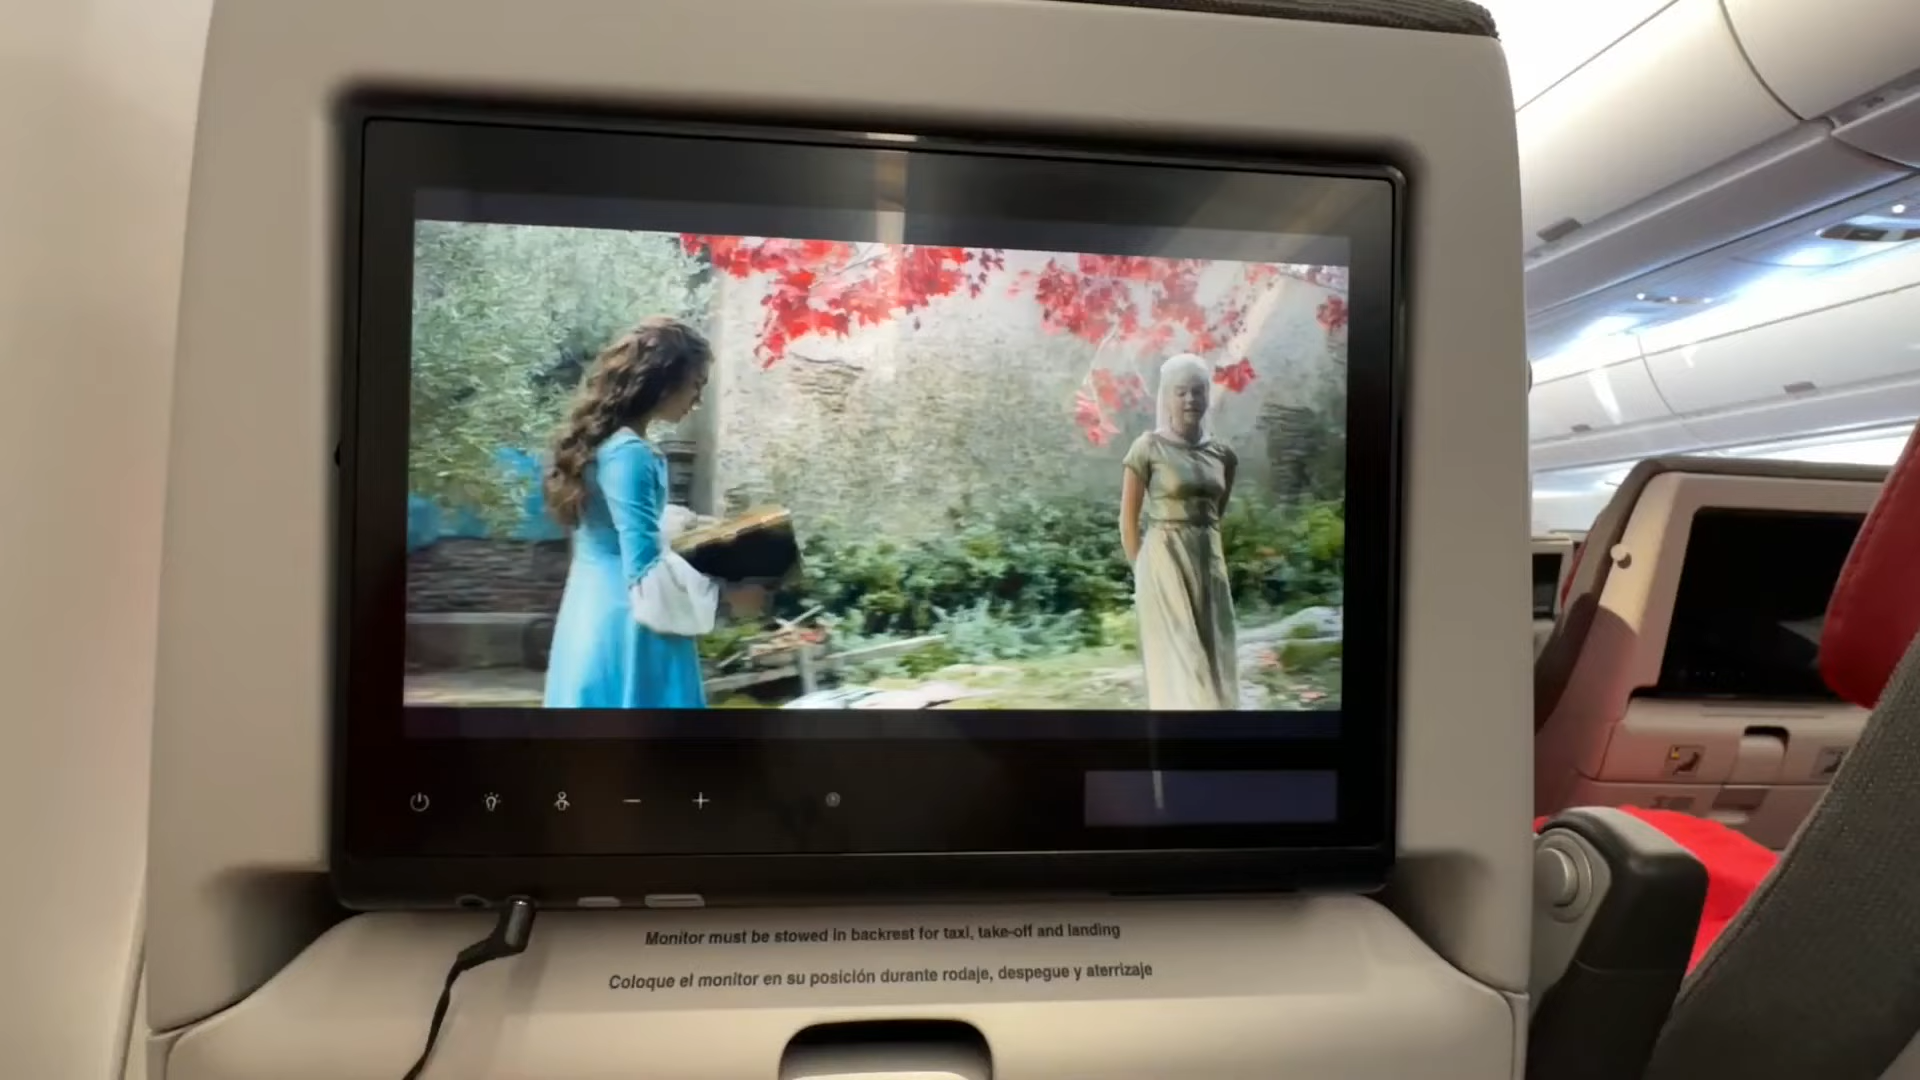 Monitor must be stowed in backrest for taxi, take-off and landing
Coloque el monitor en su posición durante rodaje, despegue y aterrizaje